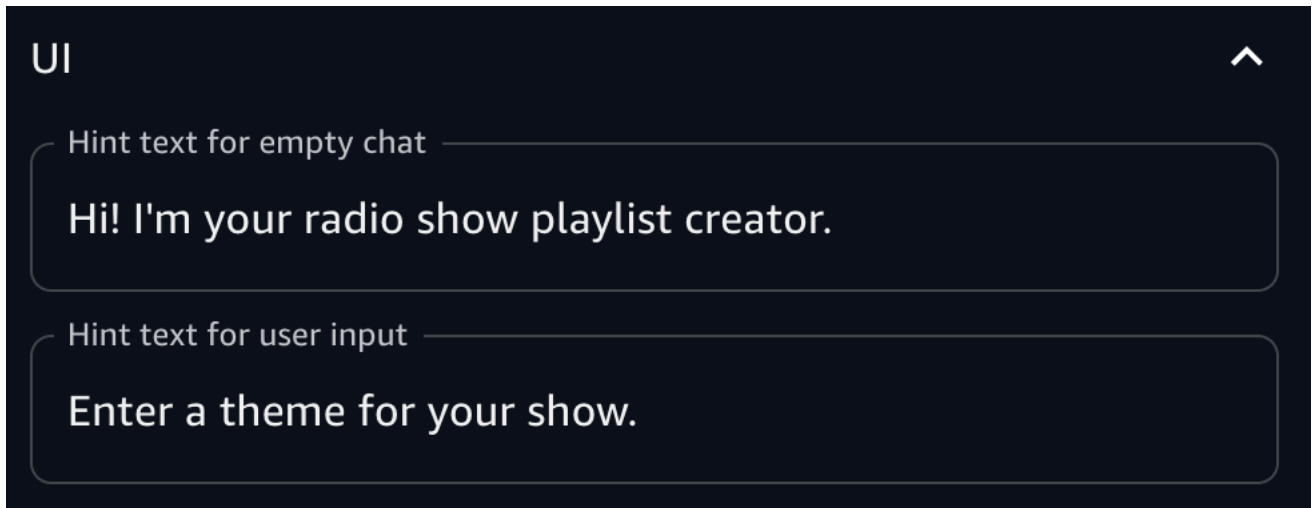 UI
Hint text for empty chat
Hi! I'm your radio show playlist creator.
Hint text for user input
Enter a theme for your show.